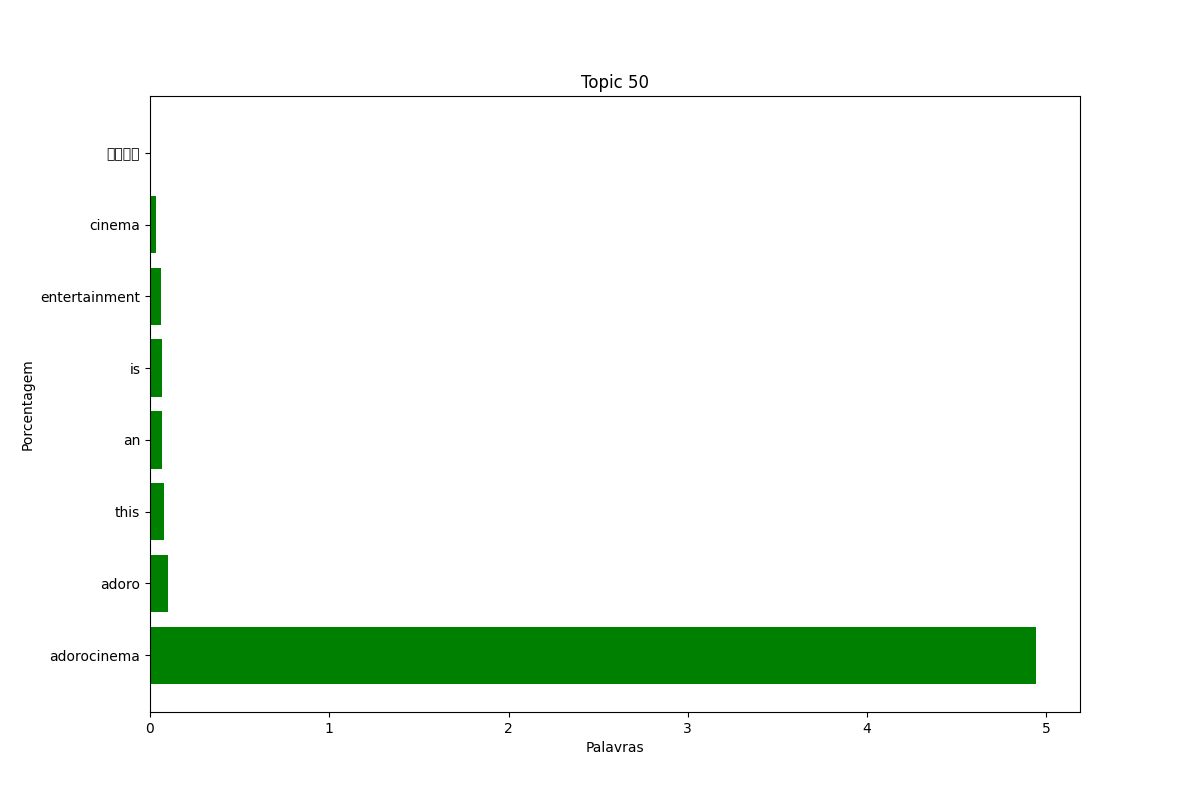 Topic 50
cinema
entertainment
is
an
this
adoro
adorocinema
Porcentagem
0 1 2 3 4 5
Palavras